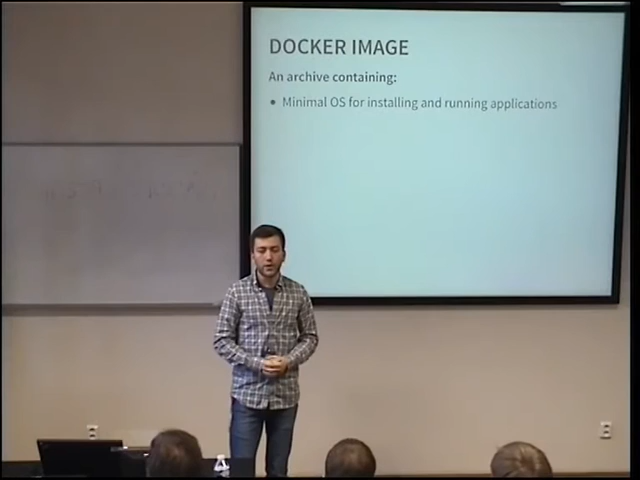 DOCKER IMAGE
An archive containing:
• Minimal OS for installing and running applications